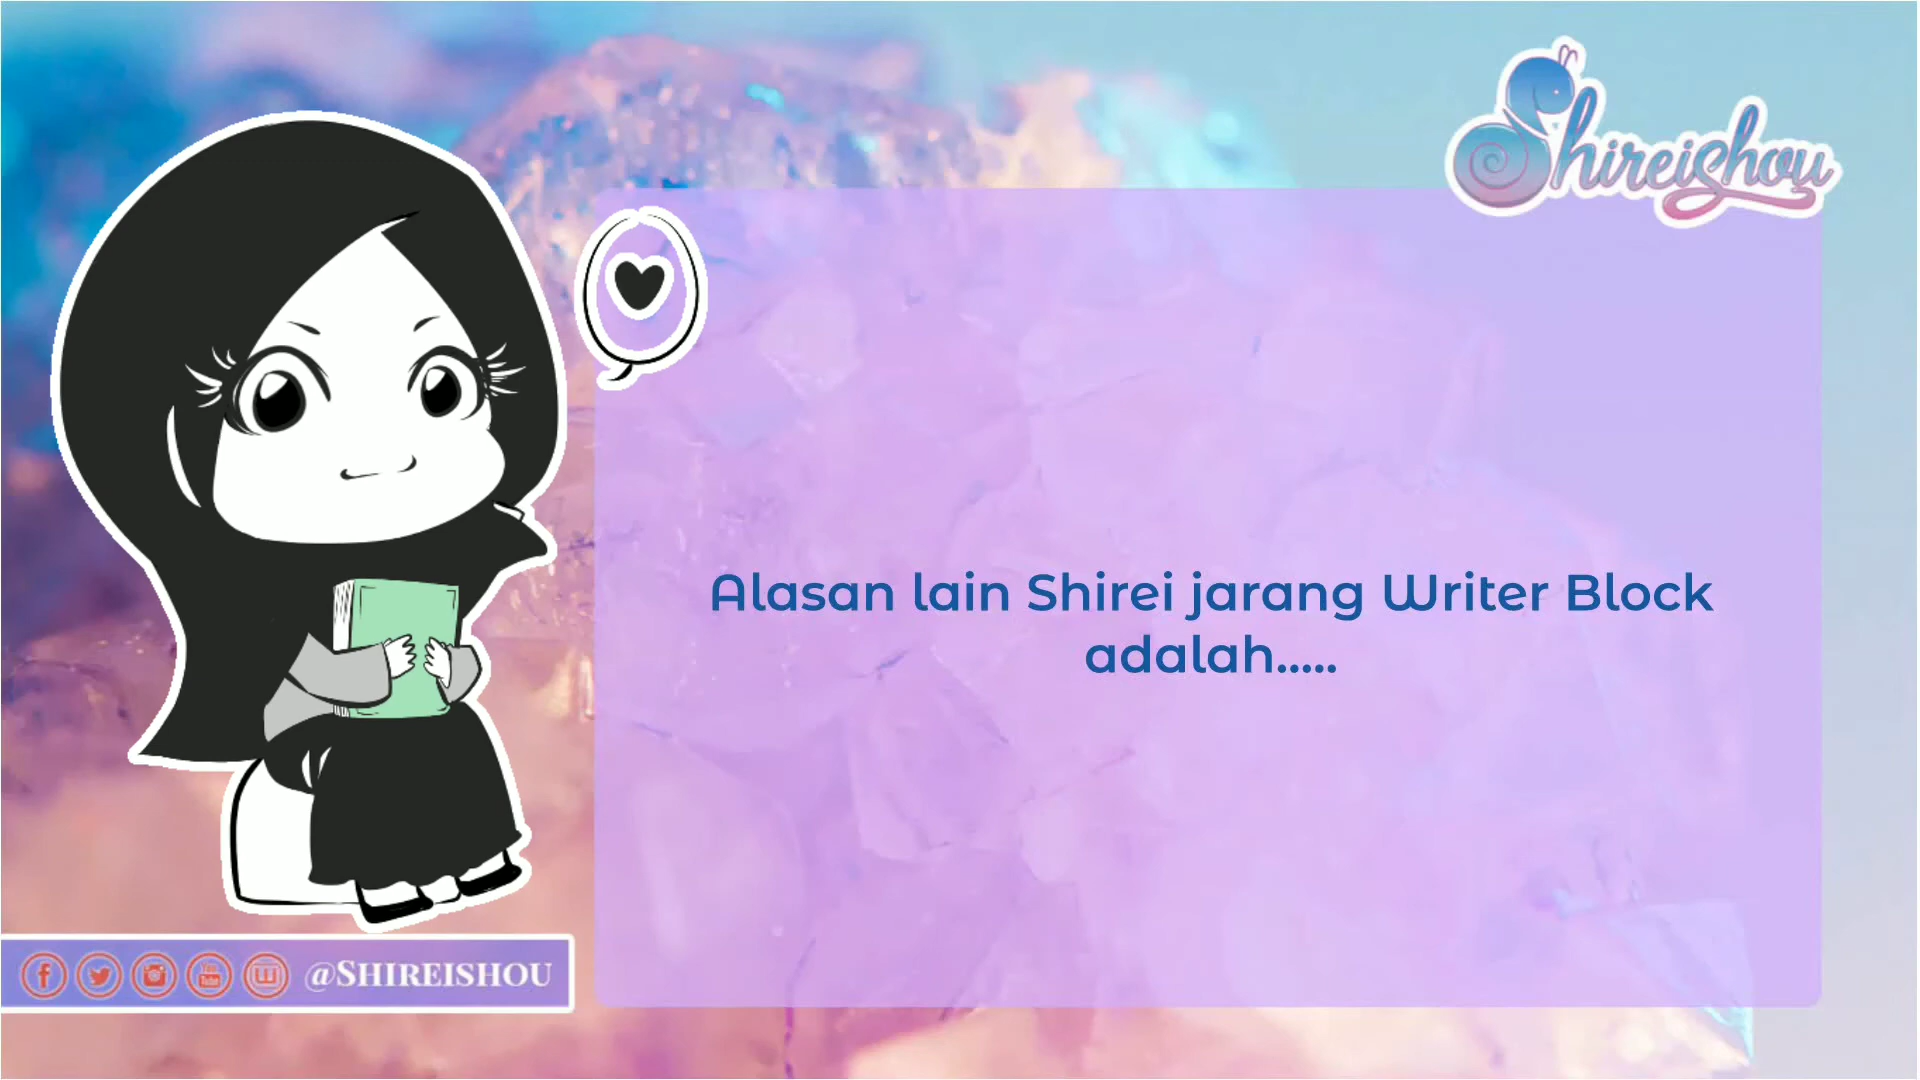 Shireishou
Alasan lain Shirei jarang Writer Block
adalah.....
@SHIREISHOU